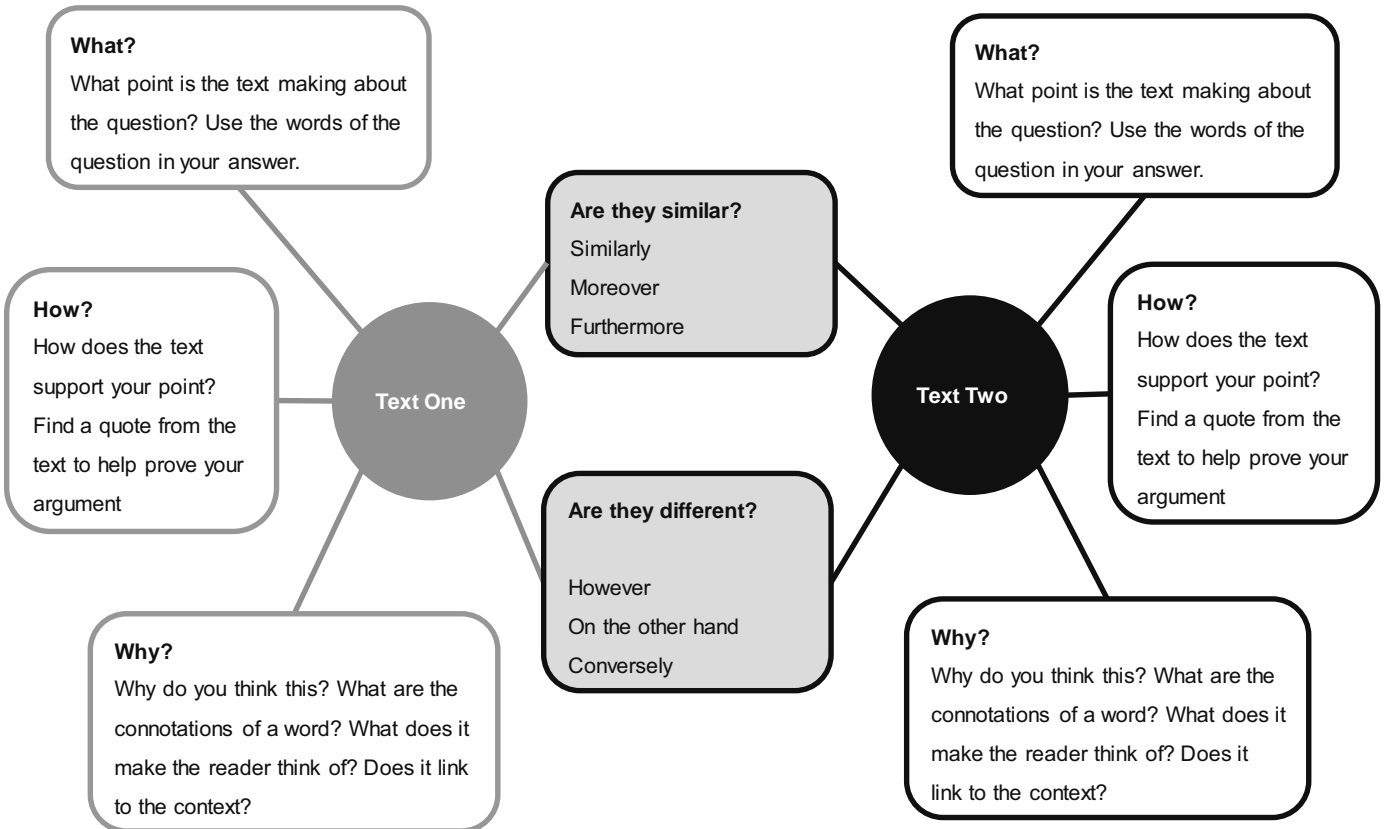 What?
What point is the text making about
the question? Use the words of the
question in your answer.
How?
How does the text
support your point?
Find a quote from the
text to help prove your
argument
Why?
Why do you think this? What are the
connotations of a word? What does it
make the reader think of? Does it link
to the context?
Text One
Are they similar?
Similarly
Moreover
Furthermore
Are they different?
However
On the other hand
Conversely
Text Two
What?
What point is the text making about
the question? Use the words of the
question in your answer.
How?
How does the text
support your point?
Find a quote from the
text to help prove your
argument
Why?
Why do you think this? What are the
connotations of a word? What does it
make the reader think of? Does it
link to the context?